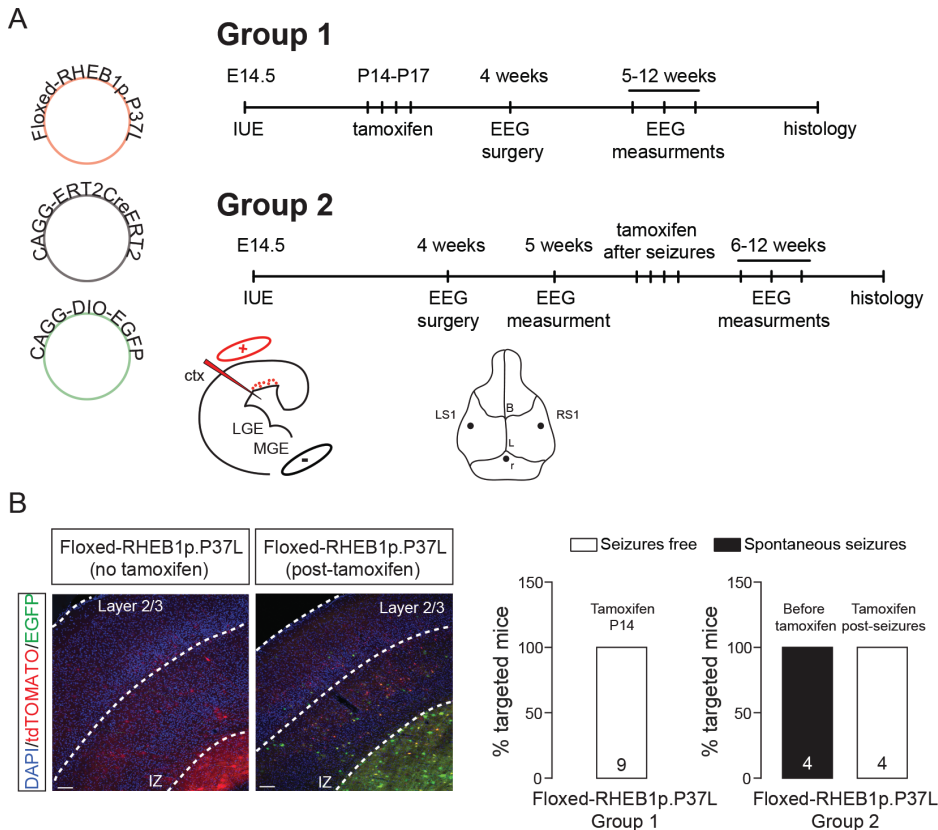 A
Floxed-RHEB1p.P37L
CAGG-ERT2CreERT2
CAGG-DIO-EGFP
Group 1
E14.5
P14-P17
4 weeks
5-12 weeks
IUE
tamoxifen
EEG
surgery
EEG
measurments
histology
Group 2
E14.5
4 weeks
5 weeks
tamoxifen
after seizures
6-12 weeks
IUE
EEG
surgery
EEG
measurment
EEG
measurments
histology
ctx
+
LGE
MGE
-
LS1
B
RS1
L
r
B
Floxed-RHEB1p.P37L
(no tamoxifen)
Floxed-RHEB1p.P37L
(post-tamoxifen)
DAPI/tdTOMATO/EGFP
Layer 2/3
IZ
Layer 2/3
IZ
Seizures free
Spontaneous seizures
% targeted mice
150
100
50
0
Tamoxifen
P14
9
Floxed-RHEB1p.P37L
Group 1
% targeted mice
150
100
50
0
Before
tamoxifen
Tamoxifen
post-seizures
4
4
Floxed-RHEB1p.P37L
Group 2